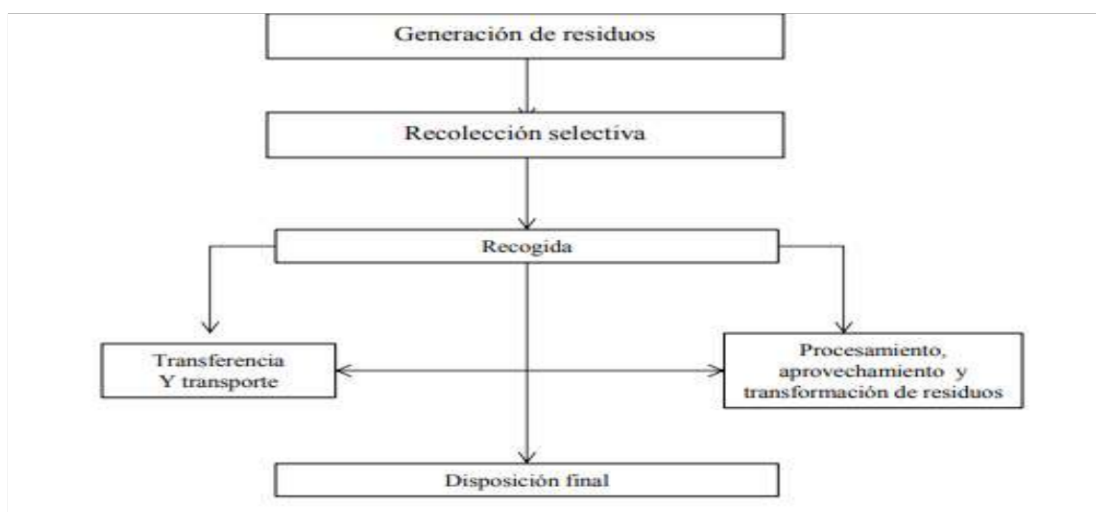 Generación de residuos
Recolección selectiva
Recogida
Transferencia
Y transporte
Procesamiento,
aprovechamiento y
transformación de residuos
Disposición final